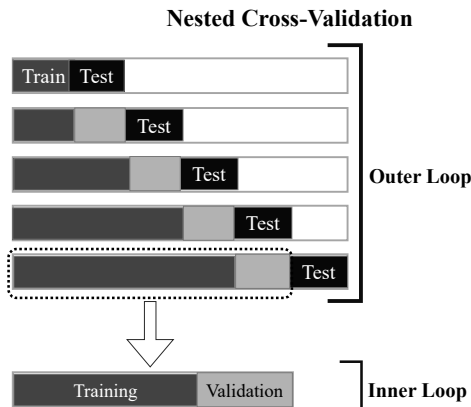 Nested Cross-Validation
Train Test
Test
Test
Outer Loop
Test
Test
Training Validation
Inner Loop